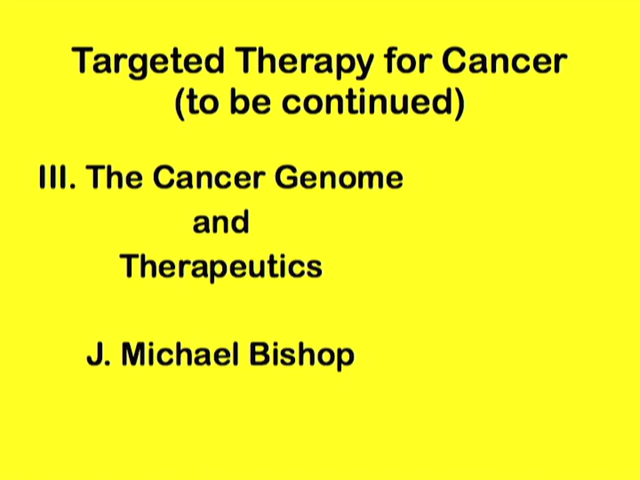 Targeted Therapy for Cancer
(to be continued)
III. The Cancer Genome
and
Therapeutics
J. Michael Bishop